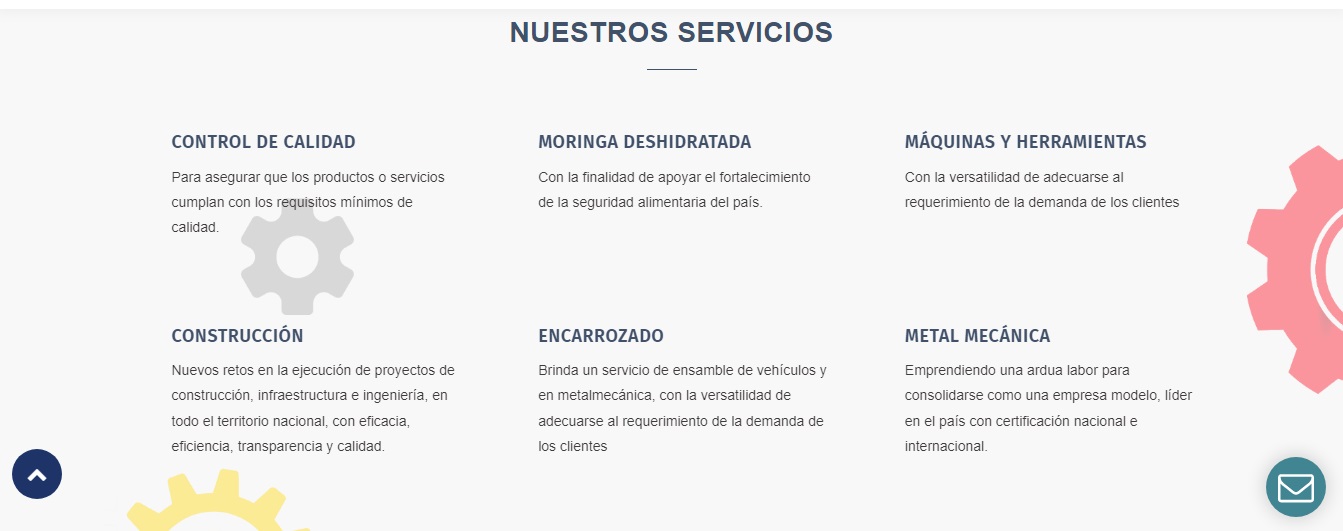 NUESTROS SERVICIOS
CONTROL DE CALIDAD
Para asegurar que los productos o servicios
cumplan con los requisitos mínimos de
calidad.
MORINGA DESHIDRATADA
Con la finalidad de apoyar el fortalecimiento
de la seguridad alimentaria del país.
MÁQUINAS Y HERRAMIENTAS
Con la versatilidad de adecuarse al
requerimiento de la demanda de los clientes
CONSTRUCCIÓN
Nuevos retos en la ejecución de proyectos de
construcción, infraestructura e ingeniería, en
todo el territorio nacional, con eficacia,
eficiencia, transparencia y calidad.
ENCARROZADO
Brinda un servicio de ensamble de vehículos y
en metalmecánica, con la versatilidad de
adecuarse al requerimiento de la demanda de
los clientes
METAL MECÁNICA
Emprendiendo una ardua labor para
consolidarse como una empresa modelo, líder
en el país con certificación nacional e
internacional.